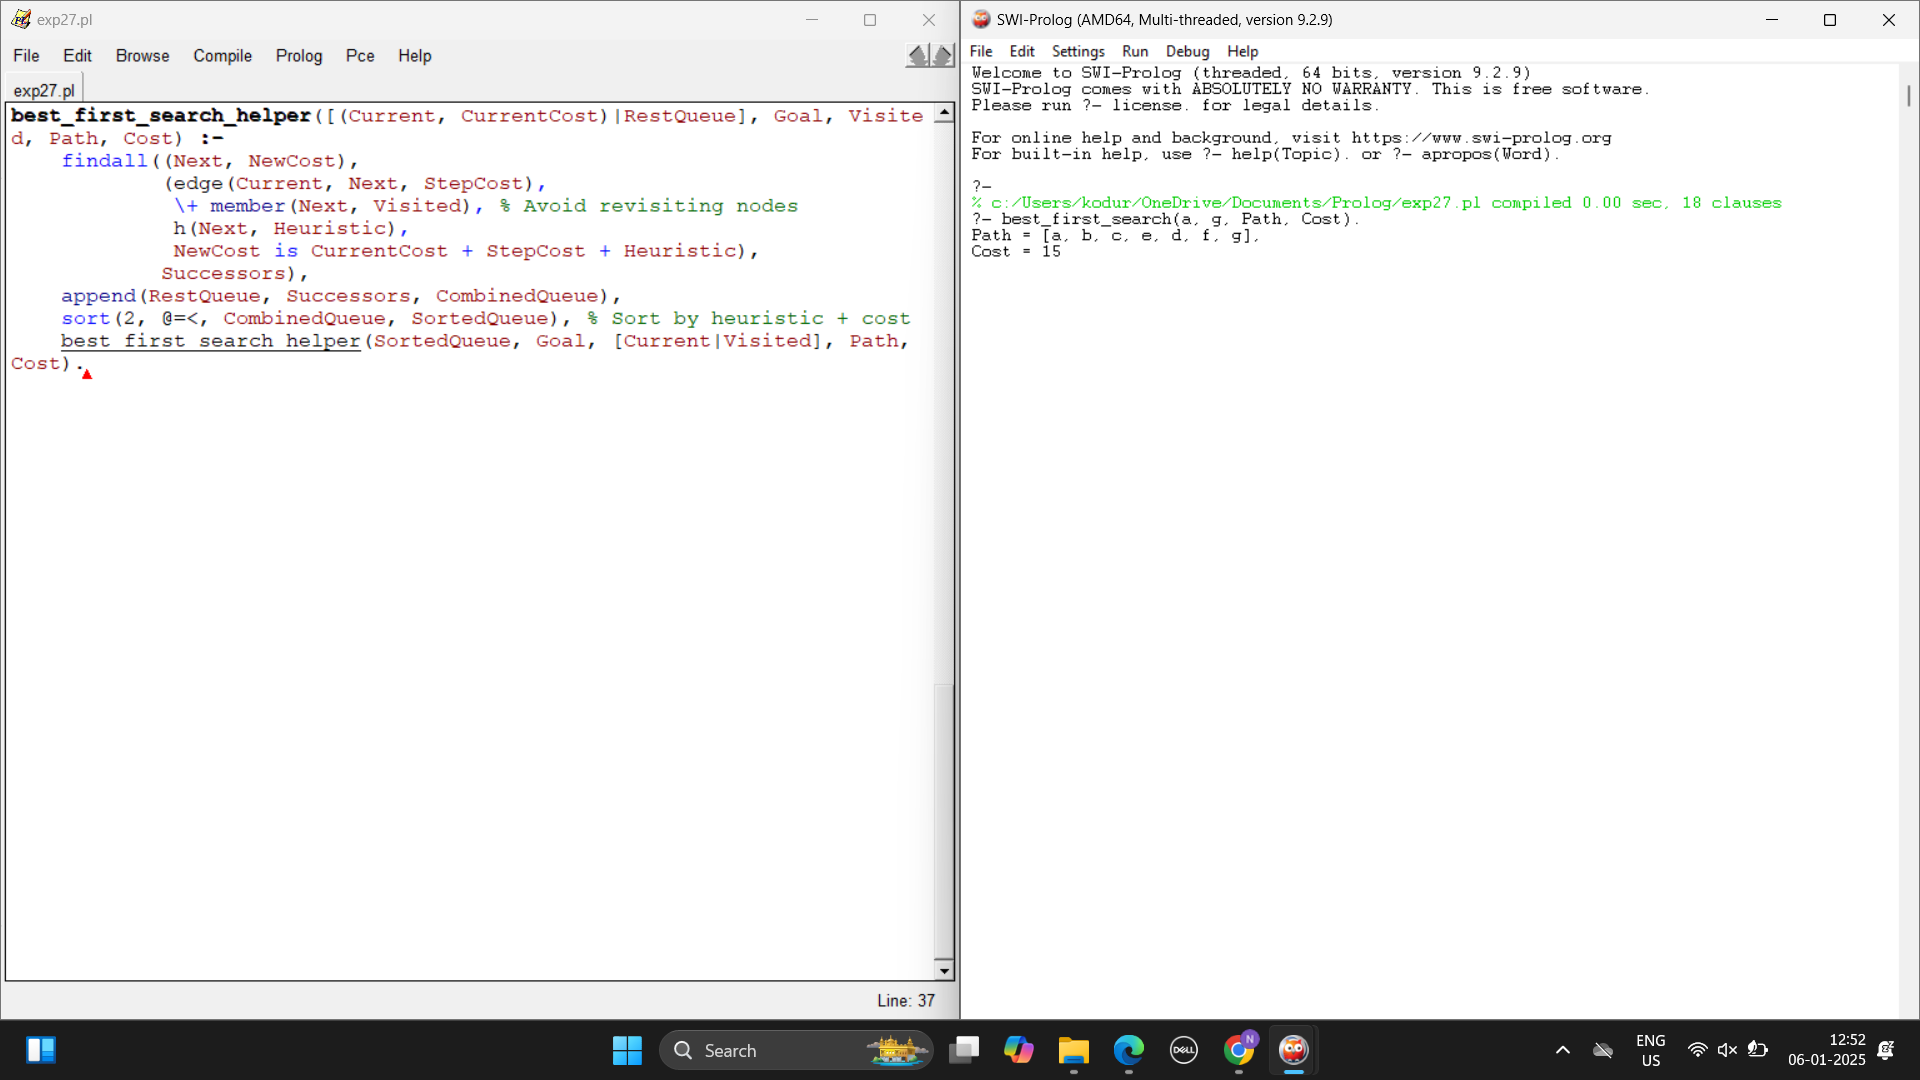 exp27.pl
File Edit Browse Compile Prolog Pce Help
exp27.pl
best_first_search_helper([(Current, CurrentCost)|RestQueue], Goal, Visite
d, Path, Cost) :-
findall((Next, NewCost),
(edge(Current, Next, StepCost),
\+ member(Next, Visited), % Avoid revisiting nodes
h(Next, Heuristic),
NewCost is CurrentCost + StepCost + Heuristic),
Successors),
append(RestQueue, Successors, CombinedQueue),
sort(2, @=<, CombinedQueue, SortedQueue), % Sort by heuristic + cost
best_first_search_helper(SortedQueue, Goal, [Current|Visited], Path,
Cost).
Line: 37
SWI-Prolog (AMD64, Multi-threaded, version 9.2.9)
File Edit Settings Run Debug Help
Welcome to SWI-Prolog (threaded, 64 bits, version 9.2.9)
SWI-Prolog comes with ABSOLUTELY NO WARRANTY. This is free software.
Please run ?- license. for legal details.
For online help and background, visit https://www.swi-prolog.org
For built-in help, use ?- help(Topic). or ?- apropos(Word).
?-
% c:/Users/kodur/OneDrive/Documents/Prolog/exp27.pl compiled 0.00 sec, 18 clauses
?- best_first_search(a, g, Path, Cost).
Path = [a, b, c, e, d, f, g],
Cost = 15
Search
DELL
N
ENG
US
12:52
06-01-2025